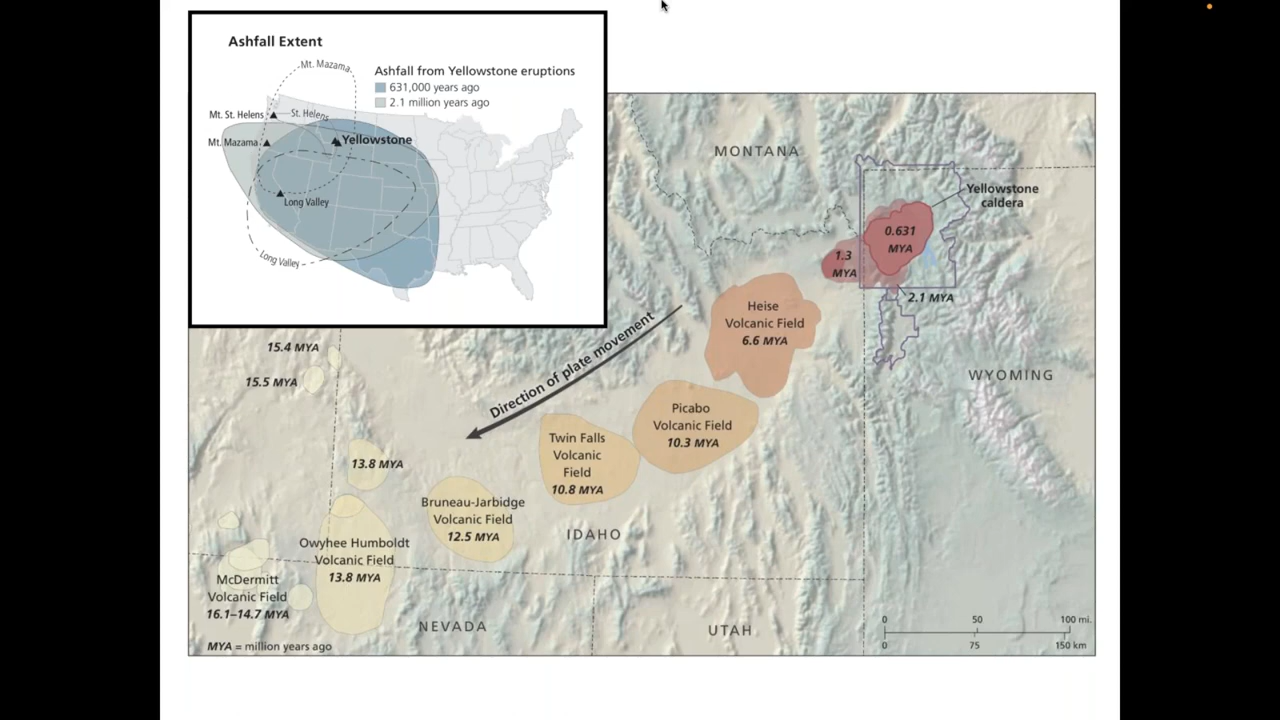 Ashfall Extent
Mt. Mazama
Ashfall from Yellowstone eruptions
631,000 years ago
2.1 million years ago
Mt. St. Helens
St. Helens
Mt. Mazama
Yellowstone
Long Valley
Long Valley
MONTANA
Yellowstone
caldera
0.631
MYA
1.3
MYA
2.1 MYA
Heise
Volcanic Field
6.6 MYA
Direction of plate movement
15.4 MYA
15.5 MYA
WYOMING
Picabo
Volcanic Field
10.3 MYA
Twin Falls
Volcanic
Field
10.8 MYA
13.8 MYA
Bruneau-Jarbidge
Volcanic Field
12.5 MYA
IDAHO
Owyhee Humboldt
Volcanic Field
13.8 MYA
McDermitt
Volcanic Field
16.1–14.7 MYA
NEVADA
UTAH
0 50 100 mi.
0 75 150 km
MYA = million years ago